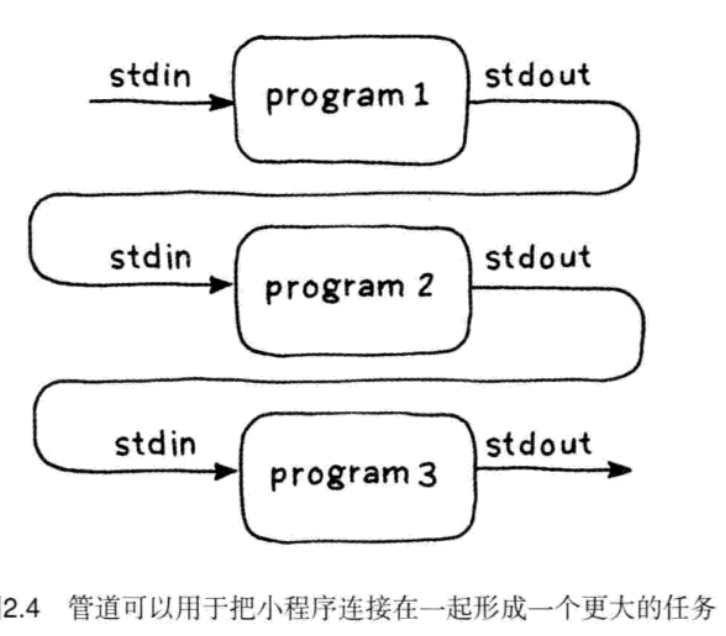 stdin program 1 stdout
stdin program 2 stdout
stdin program 3 stdout
2.4 管道可以用于把小程序连接在一起形成一个更大的任务